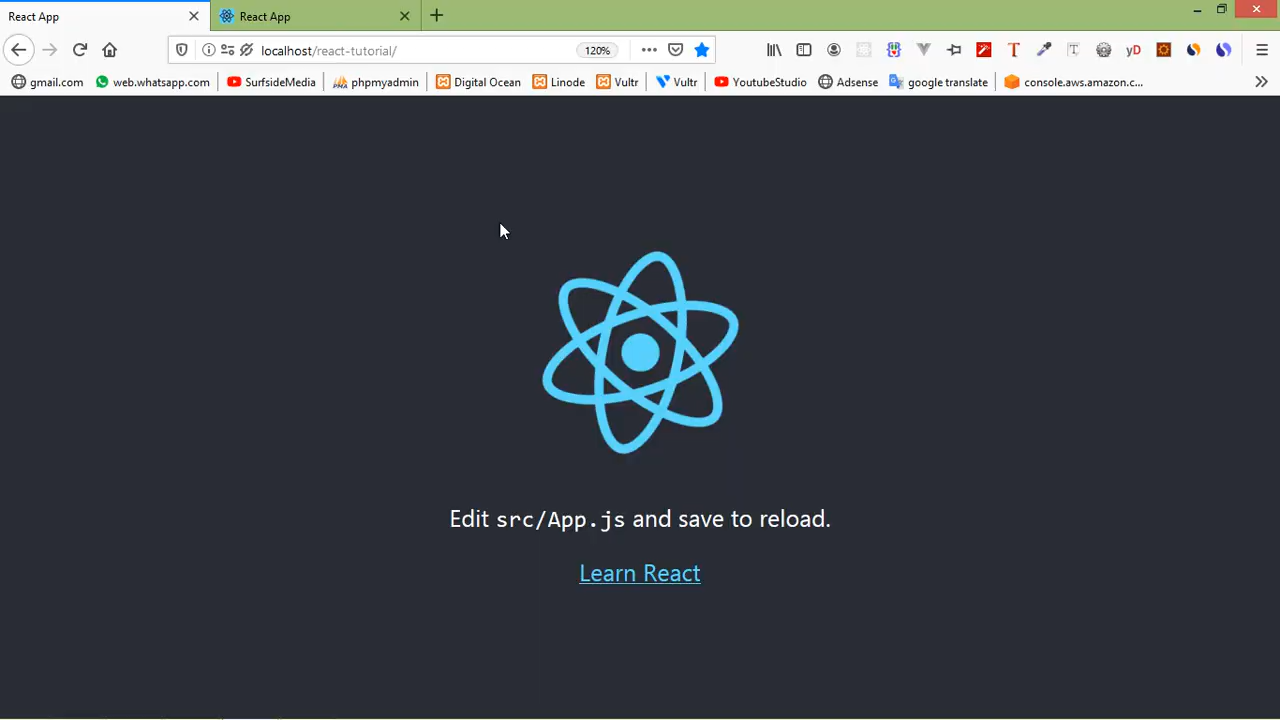 React App
React App
localhost/react-tutorial/
120%
yD
gmail.com
web.whatsapp.com
SurfsideMedia
phpmyadmin
Digital Ocean
Linode
Vultr
Vultr
YoutubeStudio
Adsense
google translate
console.aws.amazon.c...
Edit src/App.js and save to reload.
Learn React